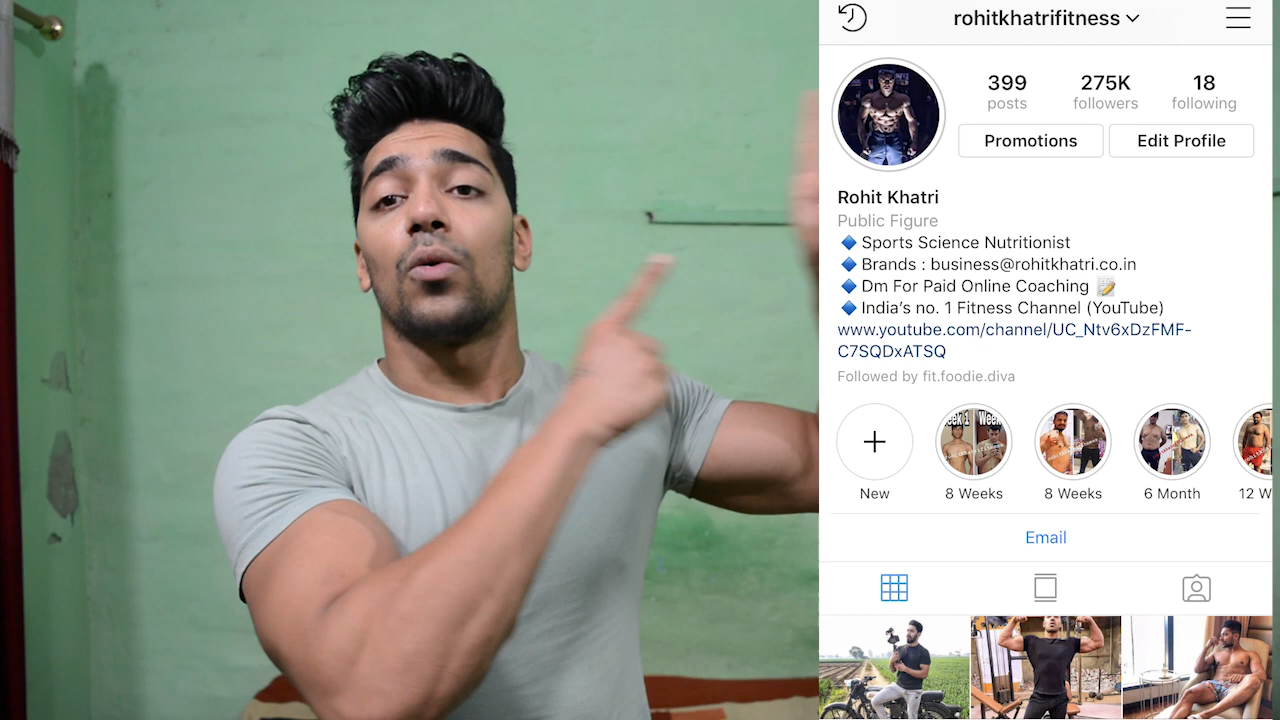 rohitkhatrifitness
399
275K
18
posts
followers
following
Promotions
Edit Profile
Rohit Khatri
Public Figure
🔷 Sports Science Nutritionist
🔷 Brands : business@rohitkhatri.co.in
🔷 Dm For Paid Online Coaching 📝
🔷 India’s no. 1 Fitness Channel (YouTube)
www.youtube.com/channel/UC_Ntv6xDzFMF-
C7SQDxATSQ
Followed by fit.foodie.diva
New
8 Weeks
8 Weeks
6 Month
12 W
Email